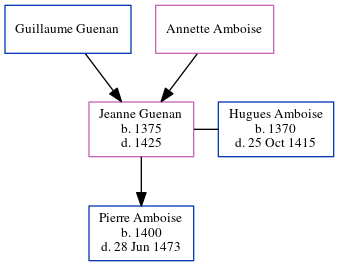 Guillaume Guenan
Annette Amboise
Jeanne Guenan
b. 1375
d. 1425
Hugues Amboise
b. 1370
d. 25 Oct 1415
Pierre Amboise
b. 1400
d. 28 Jun 1473